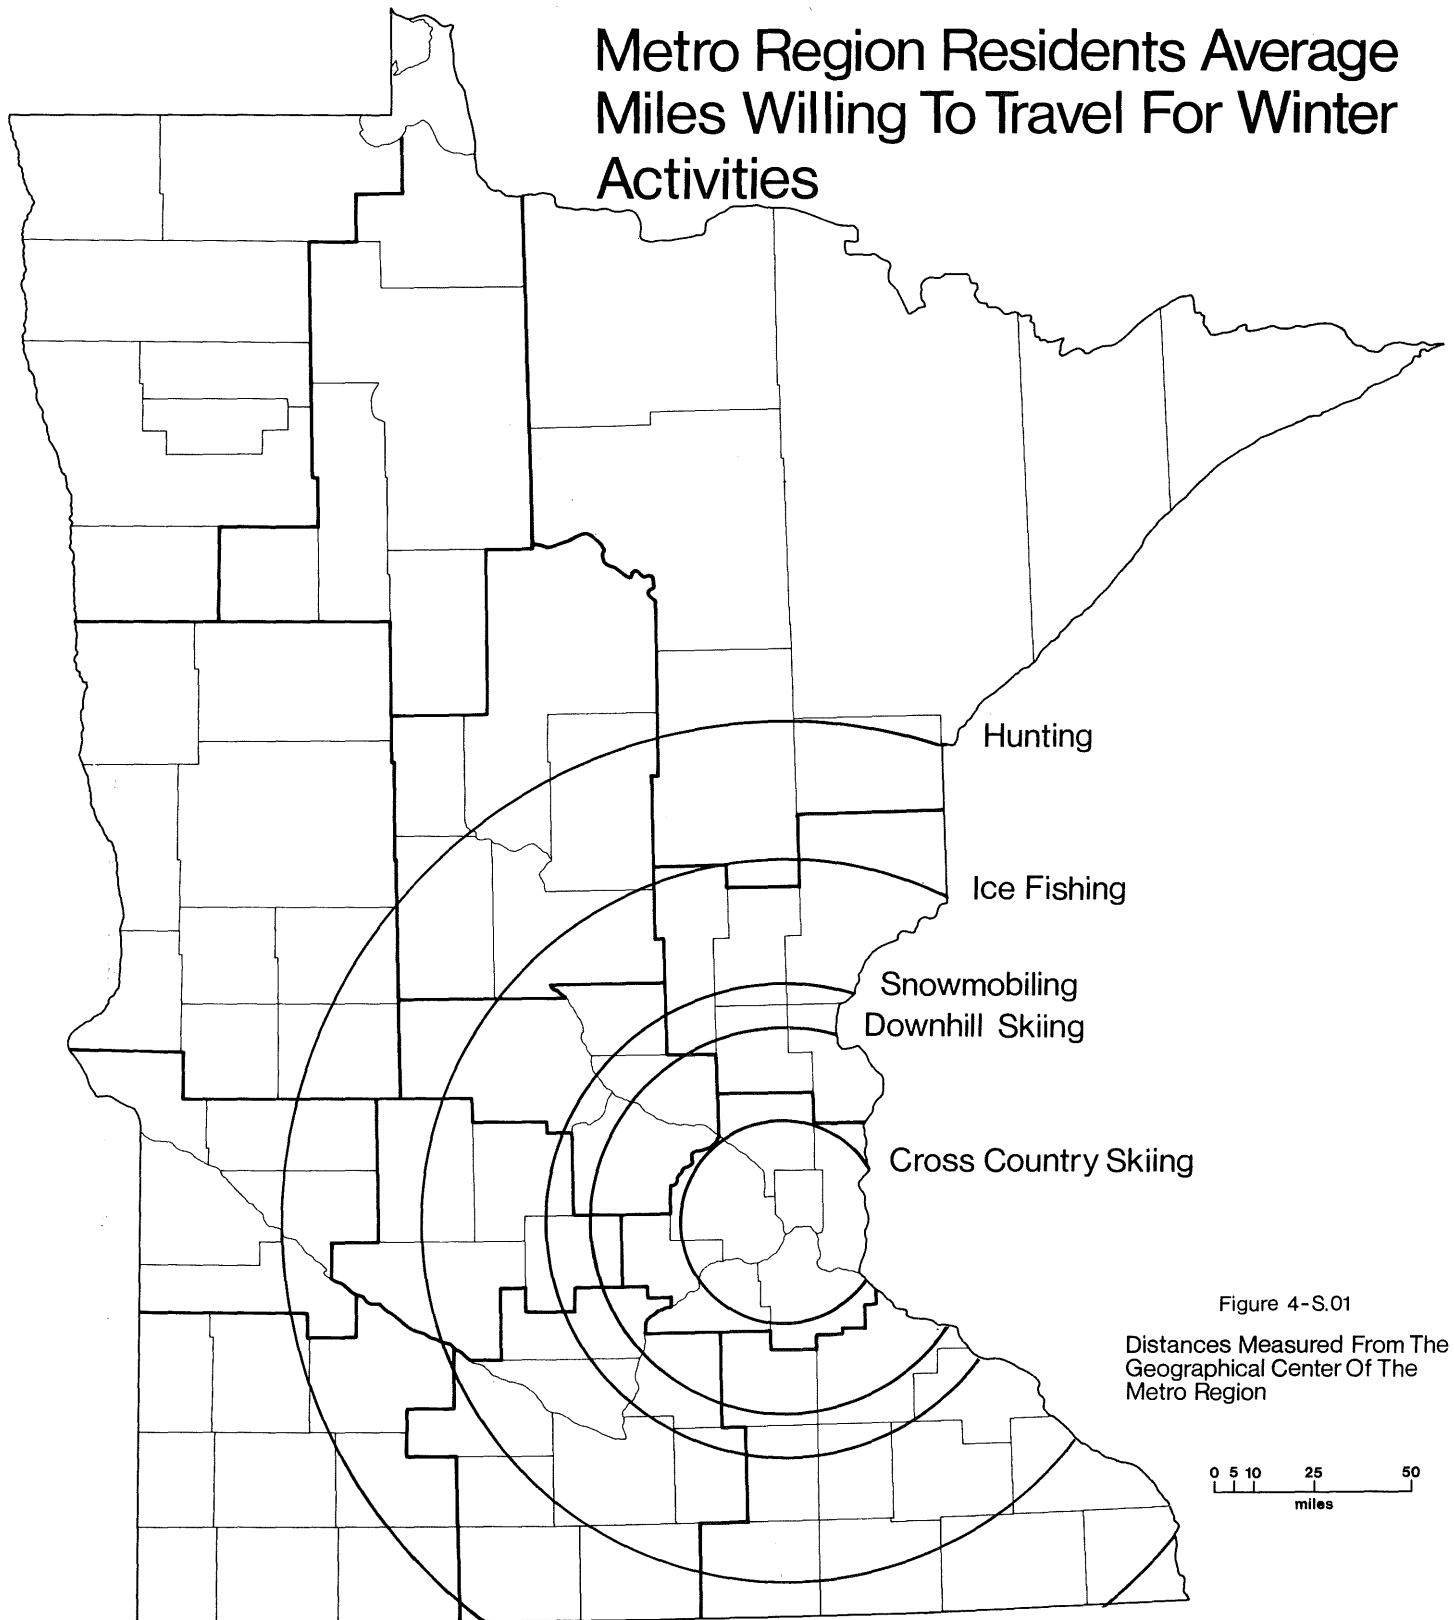 Metro Region Residents Average
Miles Willing To Travel For Winter
Activities
Hunting
Ice Fishing
Snowmobiling
Downhill Skiing
Cross Country Skiing
Figure 4-S.01
Distances Measured From The
Geographical Center Of The
Metro Region
0 5 10 25 50
miles